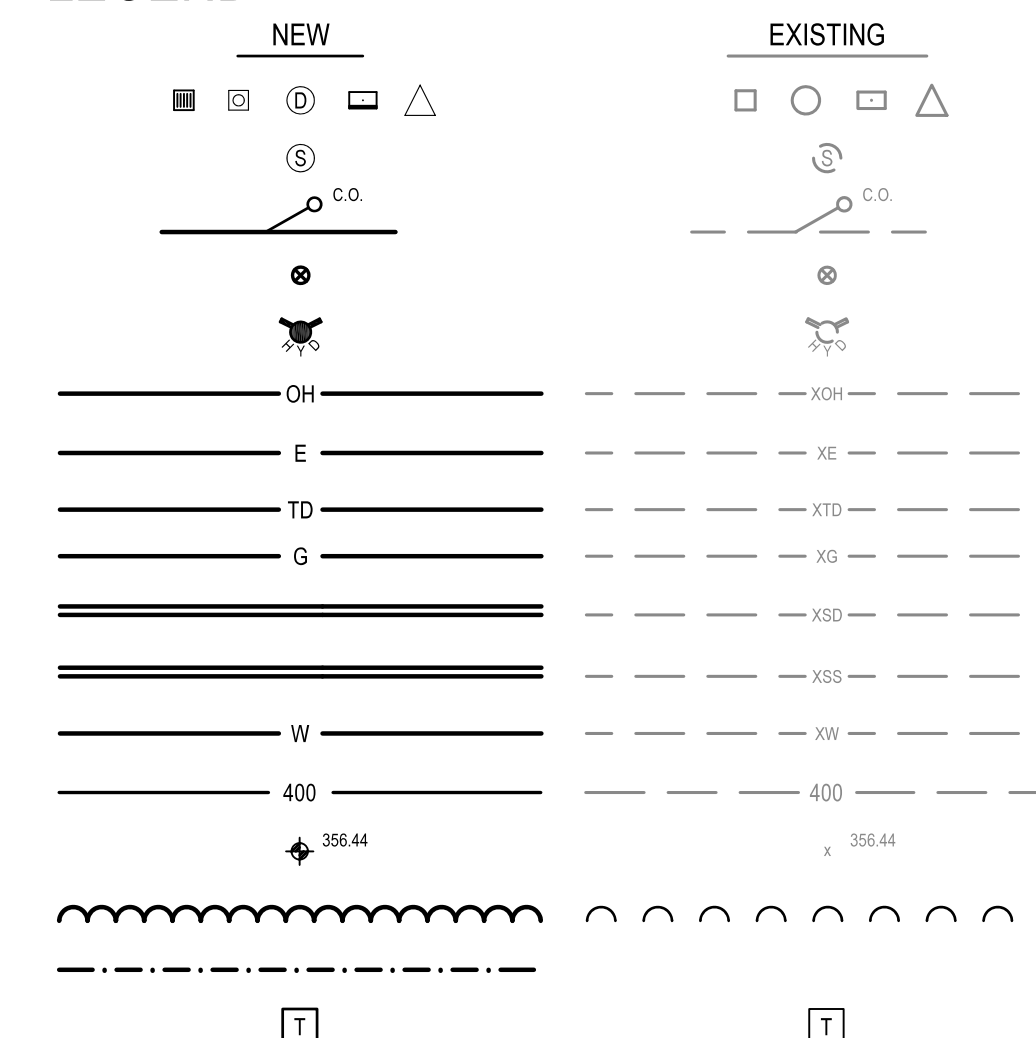 NEW EXISTING
D
S S
C.O. C.O.
HYD HYD
OH XOH
E XE
TD XTD
G XG
XSD
XSS
W XW
400 400
356.44 x 356.44
T T